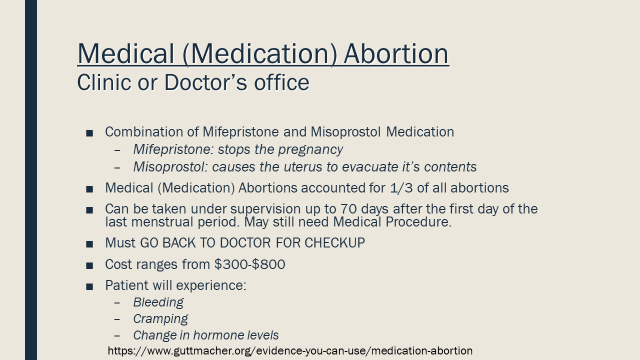 Medical (Medication) Abortion
Clinic or Doctor's office
■ Combination of Mifepristone and Misoprostol Medication
– Mifepristone: stops the pregnancy
– Misoprostol: causes the uterus to evacuate it's contents
■ Medical (Medication) Abortions accounted for 1/3 of all abortions
■ Can be taken under supervision up to 70 days after the first day of the
last menstrual period. May still need Medical Procedure.
■ Must GO BACK TO DOCTOR FOR CHECKUP
■ Cost ranges from $300-$800
■ Patient will experience:
– Bleeding
– Cramping
– Change in hormone levels
https://www.guttmacher.org/evidence-you-can-use/medication-abortion